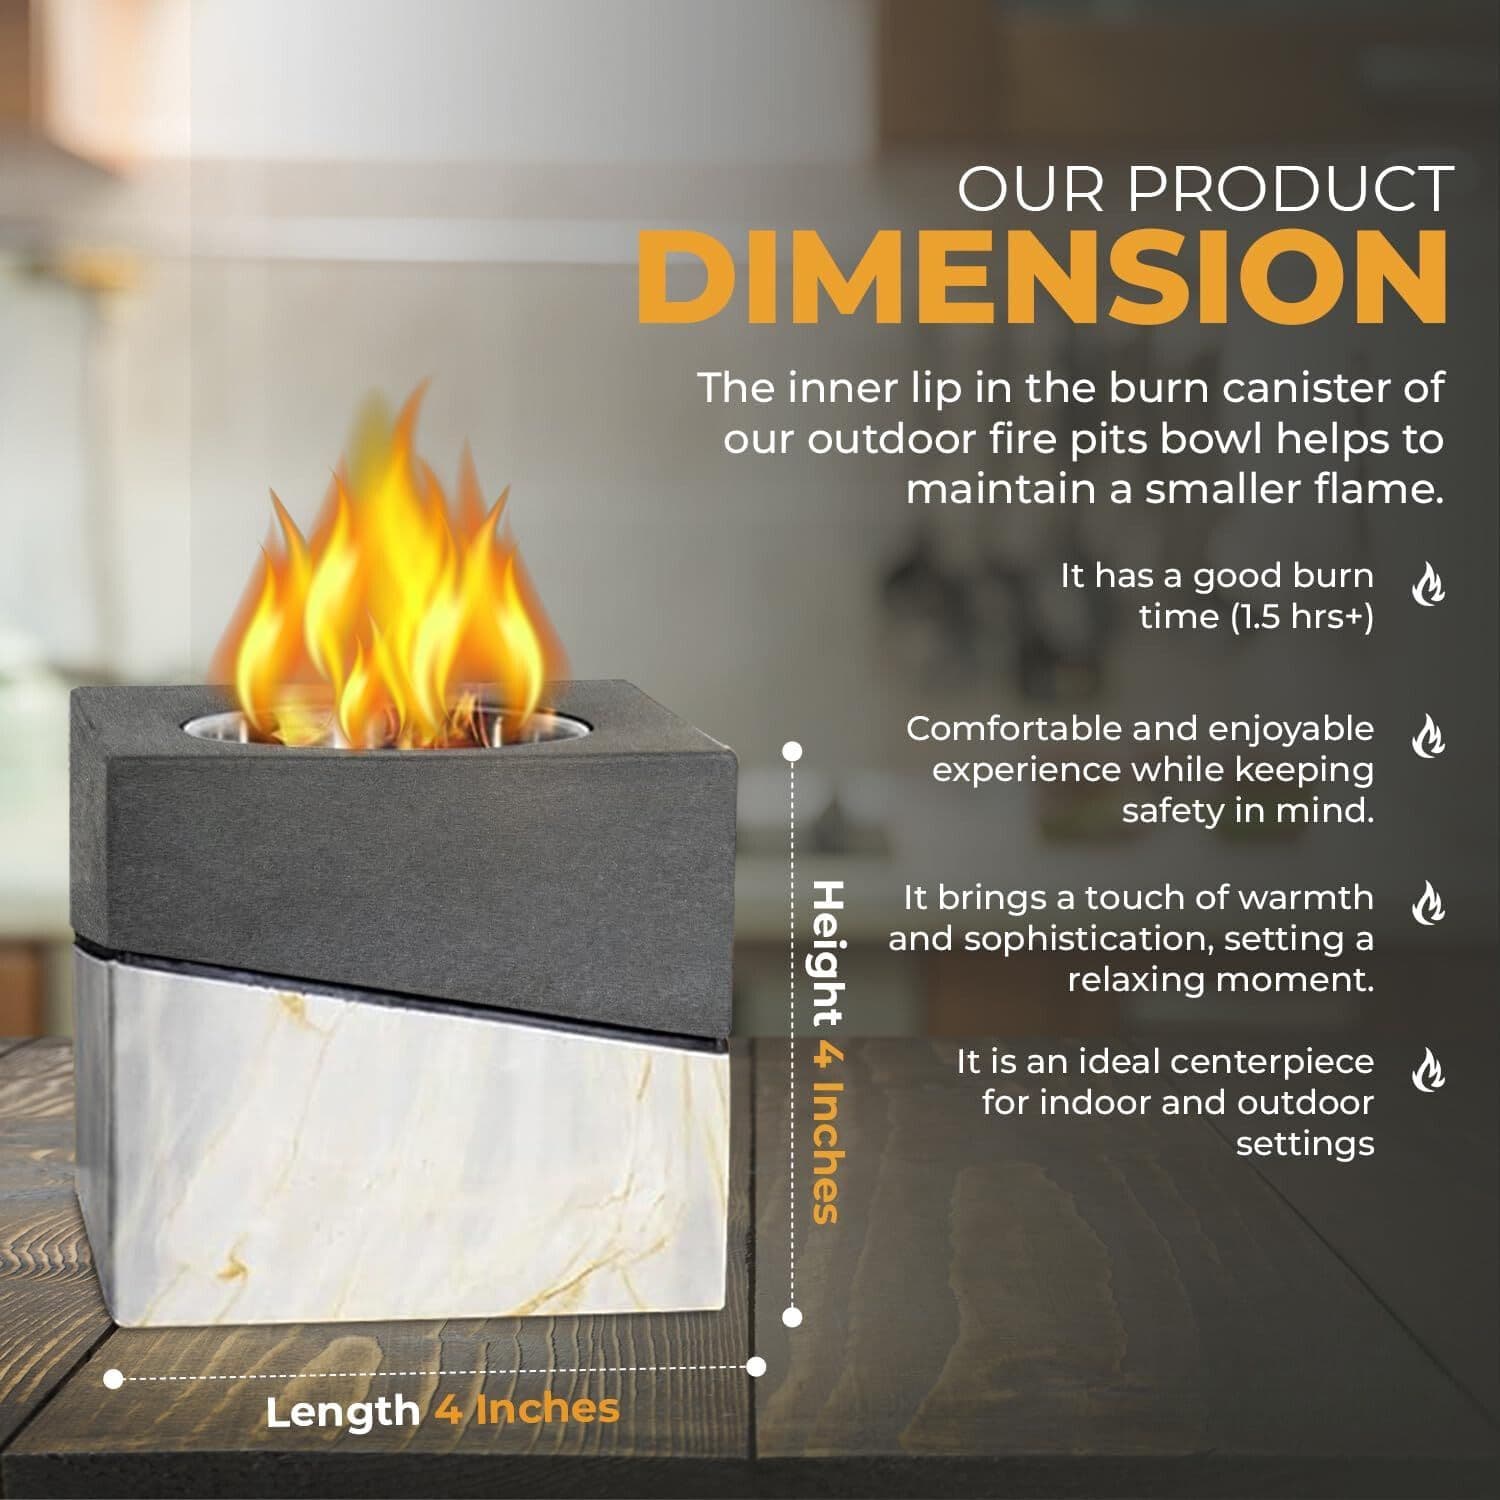 OUR PRODUCT
DIMENSION
The inner lip in the burn canister of
our outdoor fire pits bowl helps to
maintain a smaller flame.
It has a good burn
time (1.5 hrs+)
Comfortable and enjoyable
experience while keeping
safety in mind.
It brings a touch of warmth
and sophistication, setting a
relaxing moment.
It is an ideal centerpiece
for indoor and outdoor
settings
Height 4 Inches
Length 4 Inches